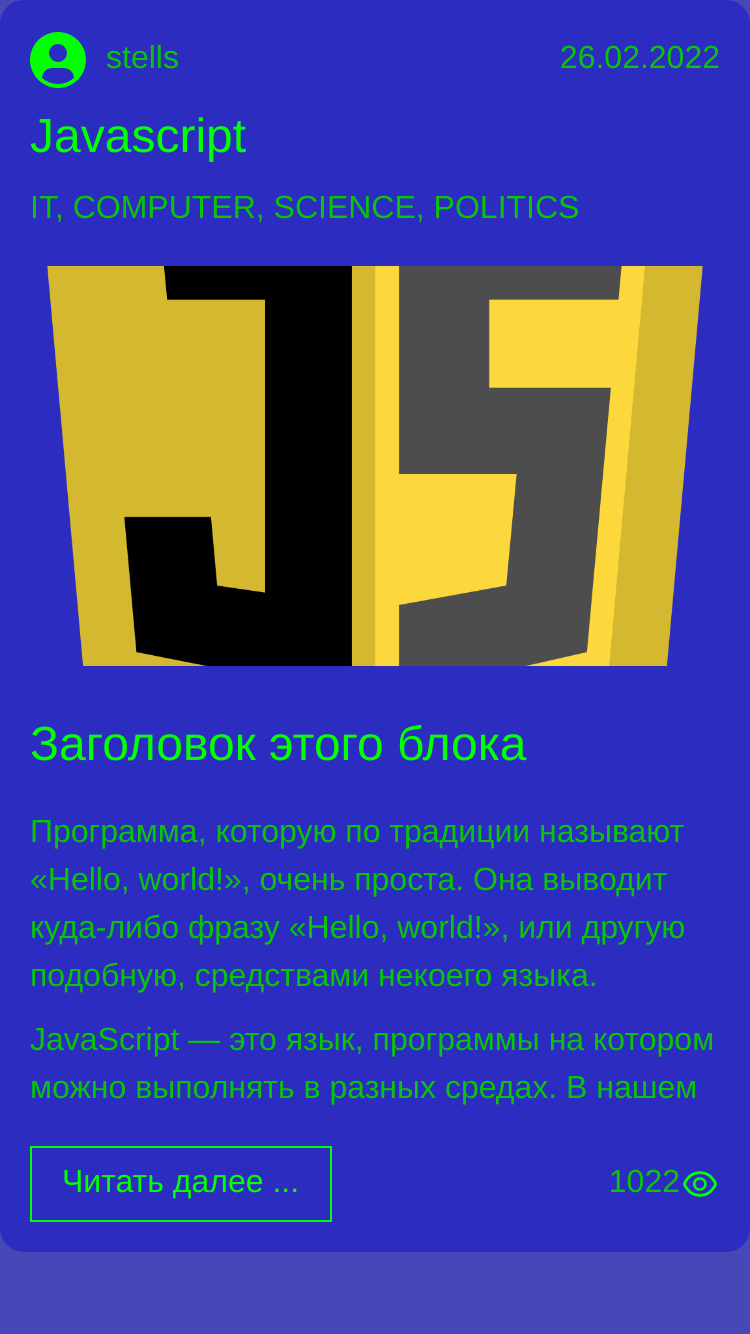 stells 26.02.2022
Javascript
IT, COMPUTER, SCIENCE, POLITICS
JS
Заголовок этого блока
Программа, которую по традиции называют
«Hello, world!», очень проста. Она выводит
куда-либо фразу «Hello, world!», или другую
подобную, средствами некоего языка.
JavaScript — это язык, программы на котором
можно выполнять в разных средах. В нашем
Читать далее ... 1022